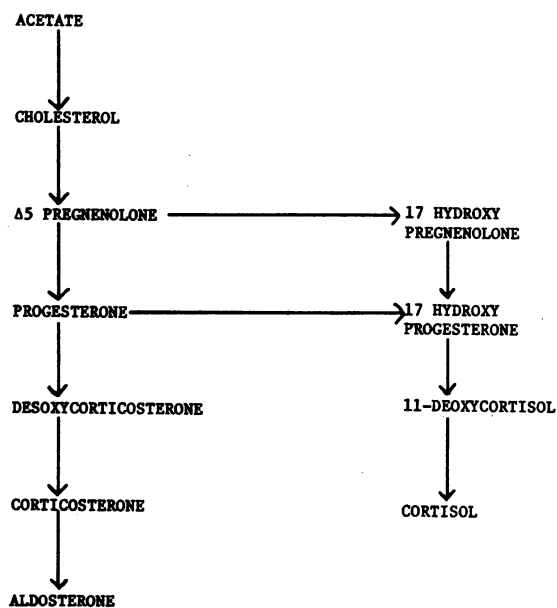 ACETATE
CHOLESTEROL
Δ5 PREGNENOLONE
17 HYDROXY
PREGNENOLONE
PROGESTERONE
17 HYDROXY
PROGESTERONE
DESOXYCORTICOSTERONE
11-DEOXYCORTISOL
CORTICOSTERONE
CORTISOL
ALDOSTERONE